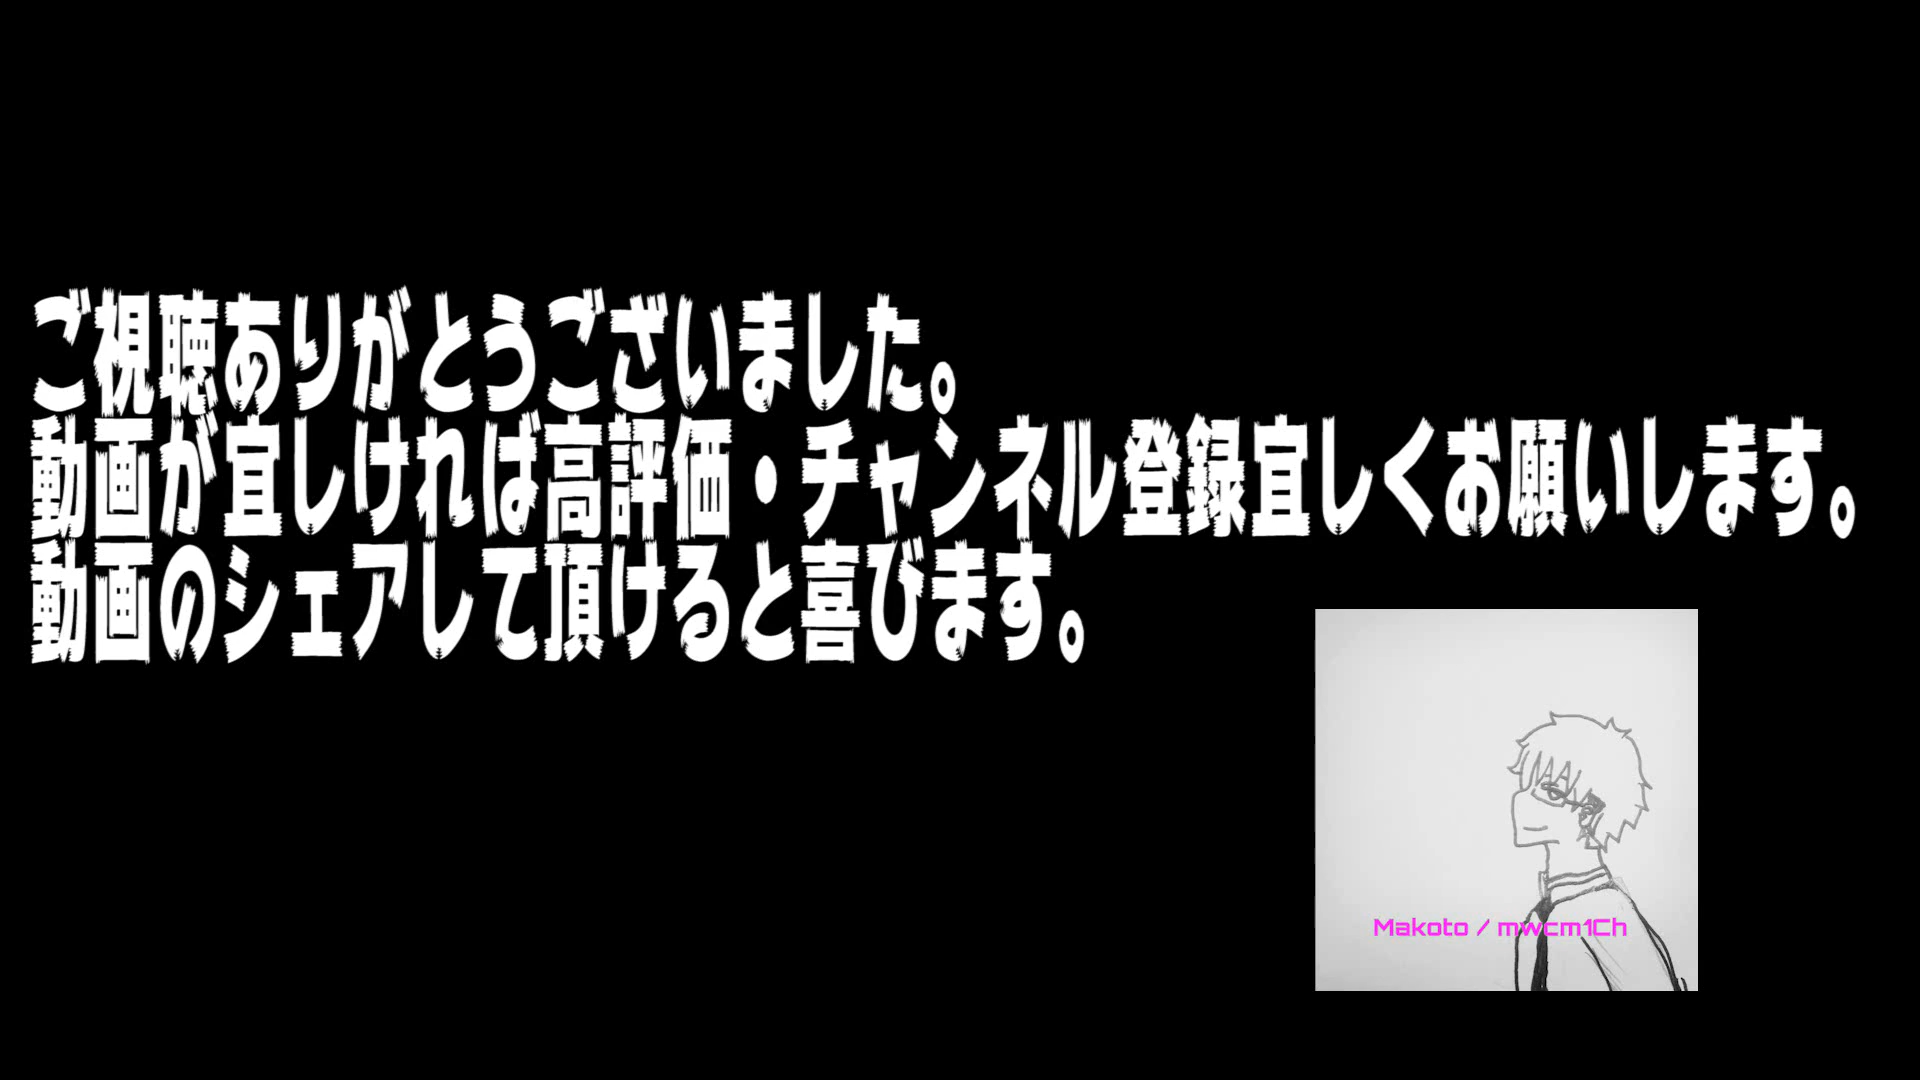 ご視聴ありがとうございました。
動画が宜しければ高評価・チャンネル登録宜しくお願いします。
動画のシェアして頂けると喜びます。
Makoto / mwcm1Ch